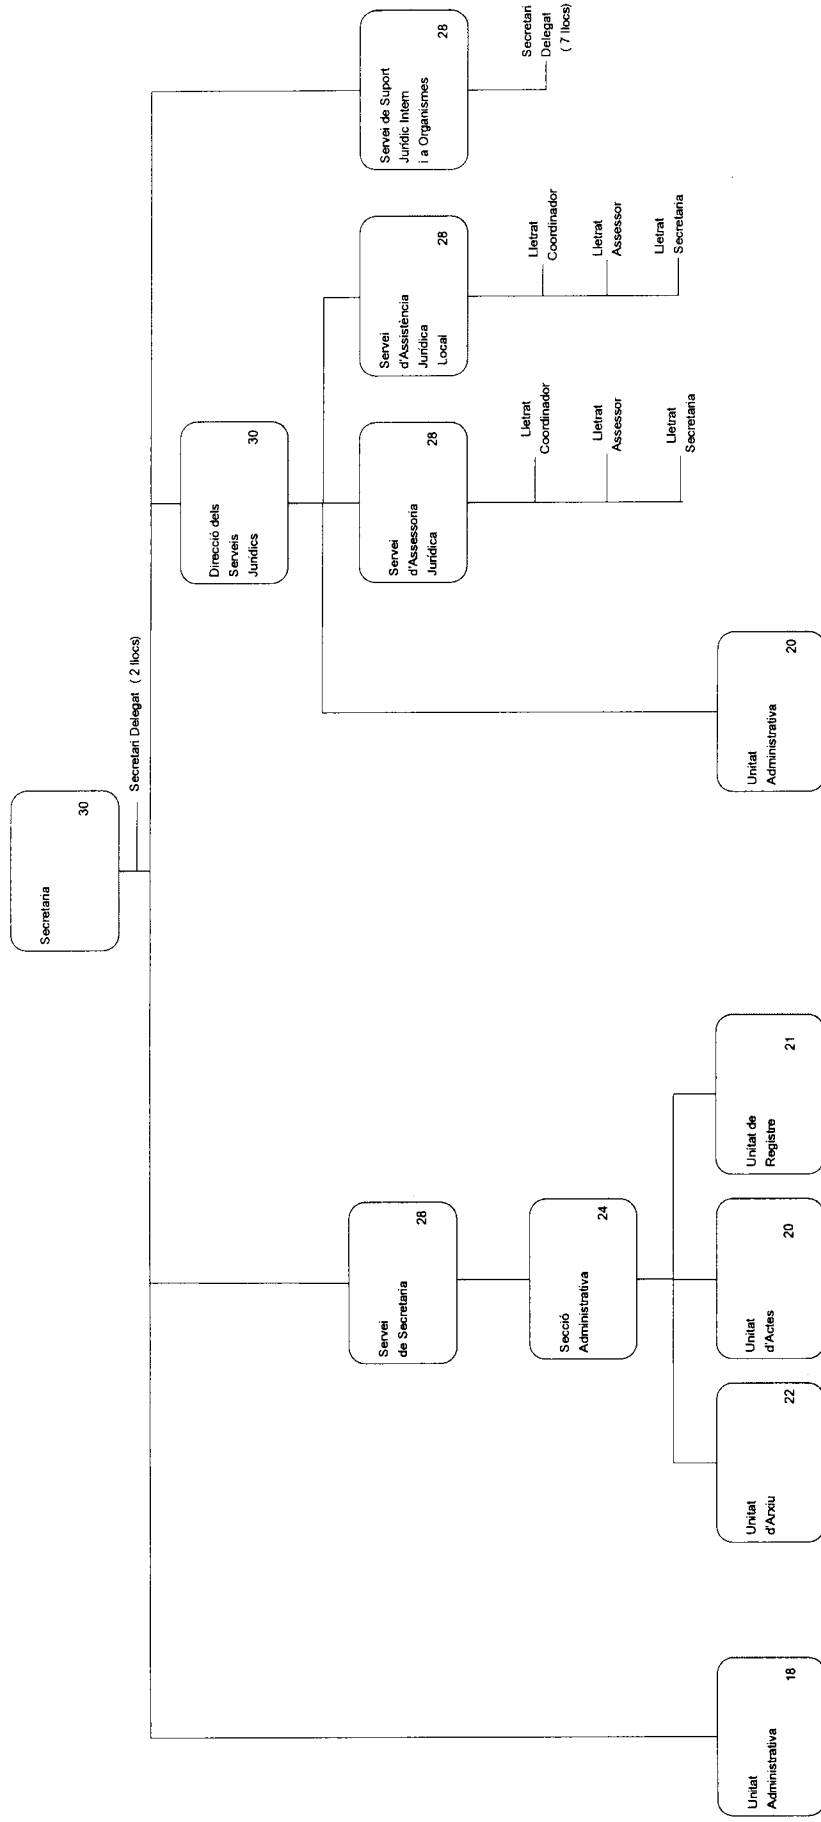 Secretaria
30
Secretari Delegat ( 2 llocs)
Direcció dels
Serveis
Jurídics
30
Servei
de Secretaria
28
Servei
d'Assessoria
Jurídica
28
Servei
d'Assistència
Jurídica
Local
28
Servei de Suport
Jurídic Intern
i a Organismes
28
Secció
Administrativa
24
Lletrat
Coordinador
Lletrat
Assessor
Lletrat
Secretaria
Lletrat
Coordinador
Lletrat
Assessor
Lletrat
Secretaria
Secretari
Delegat
( 7 llocs)
Unitat
Administrativa
18
Unitat
d'Arxiu
22
Unitat
d'Actes
20
Unitat de
Registre
21
Unitat
Administrativa
20